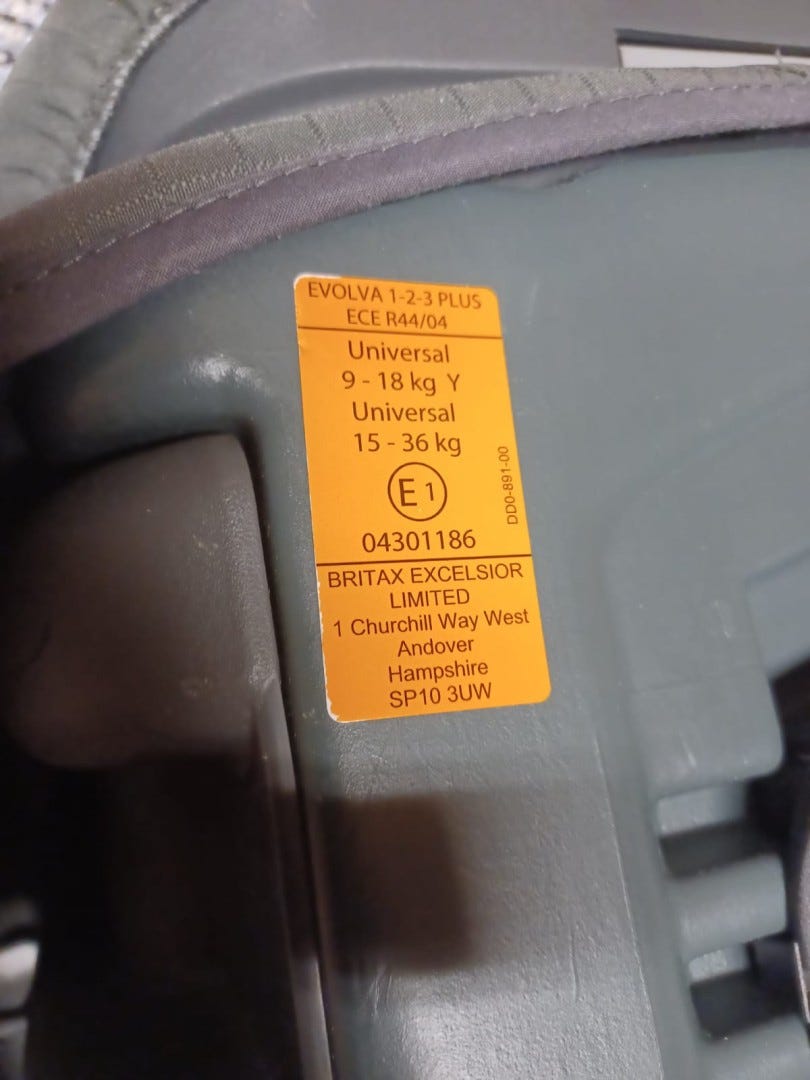 EVOLVA 1-2-3 PLUS
ECE R44/04
Universal
9 - 18 kg Y
Universal
15 - 36 kg
E 1
04301186
DD0-891-00
BRITAX EXCELSIOR
LIMITED
1 Churchill Way West
Andover
Hampshire
SP10 3UW